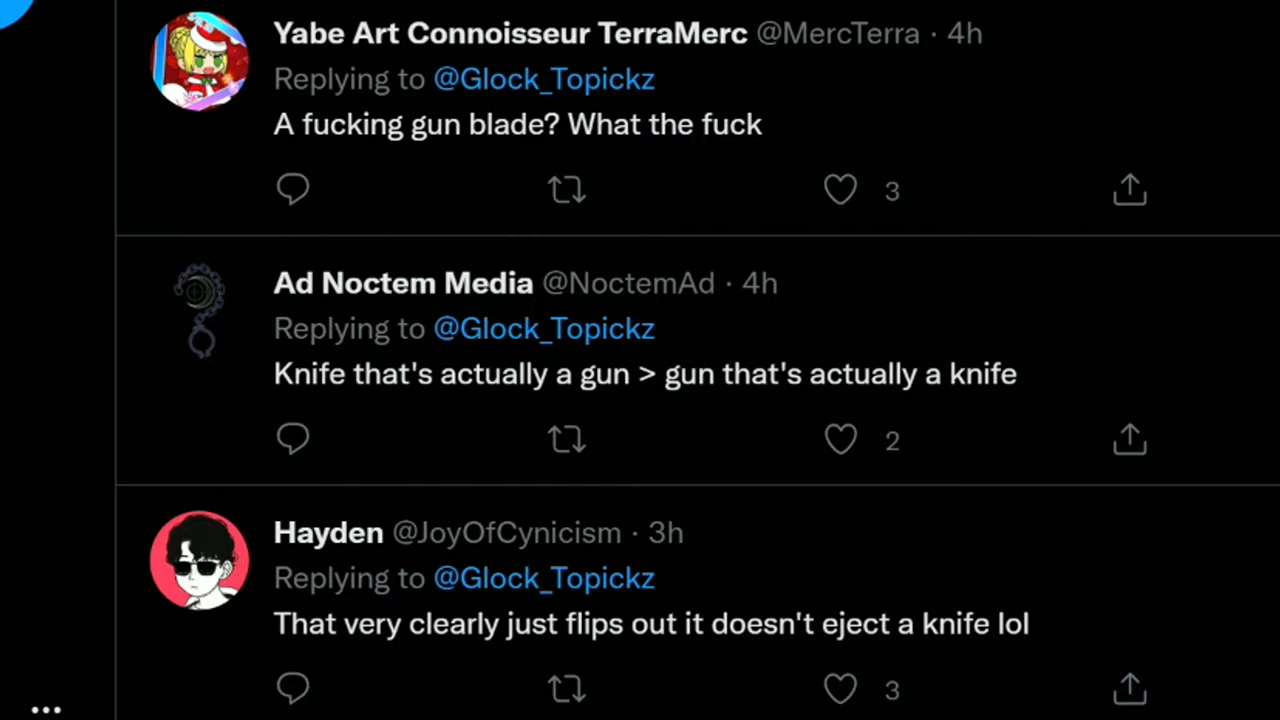 Yabe Art Connoisseur TerraMerc @MercTerra · 4h
Replying to @Glock_Topickz
A fucking gun blade? What the fuck
3
Ad Noctem Media @NoctemAd · 4h
Replying to @Glock_Topickz
Knife that's actually a gun > gun that's actually a knife
2
Hayden @JoyOfCynicism · 3h
Replying to @Glock_Topickz
That very clearly just flips out it doesn't eject a knife lol
3